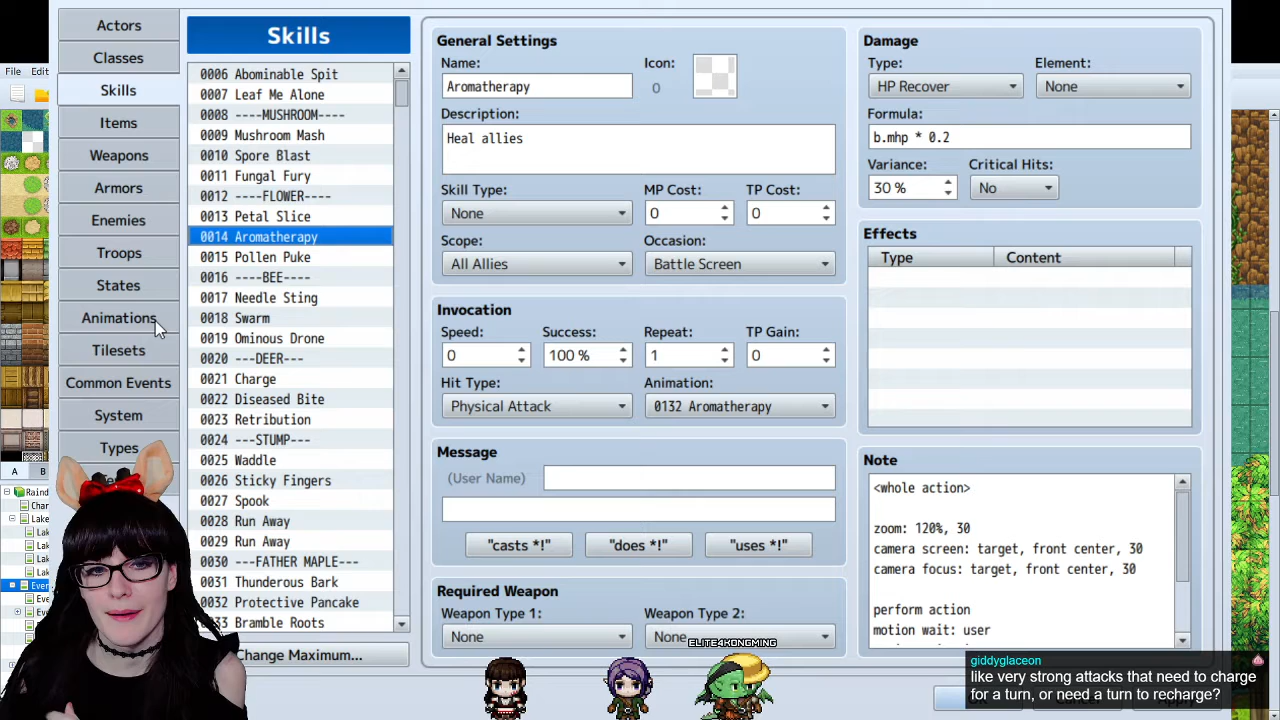 Actors
Classes
Skills
Items
Weapons
Armors
Enemies
Troops
States
Animations
Tilesets
Common Events
System
Types
File Edit
A B
Raind
Char
Lake
Lak
Lak
Lak
Ever
Eve
Eve
Skills
0006 Abominable Spit
0007 Leaf Me Alone
0008 ----MUSHROOM----
0009 Mushroom Mash
0010 Spore Blast
0011 Fungal Fury
0012 ----FLOWER----
0013 Petal Slice
0014 Aromatherapy
0015 Pollen Puke
0016 ----BEE----
0017 Needle Sting
0018 Swarm
0019 Ominous Drone
0020 ---DEER---
0021 Charge
0022 Diseased Bite
0023 Retribution
0024 ---STUMP---
0025 Waddle
0026 Sticky Fingers
0027 Spook
0028 Run Away
0029 Run Away
0030 ---FATHER MAPLE---
0031 Thunderous Bark
0032 Protective Pancake
0033 Bramble Roots
Change Maximum...
General Settings
Name: Icon:
Aromatherapy 0
Description:
Heal allies
Skill Type: MP Cost: TP Cost:
None 0 0
Scope: Occasion:
All Allies Battle Screen
Invocation
Speed: Success: Repeat: TP Gain:
0 100 % 1 0
Hit Type: Animation:
Physical Attack 0132 Aromatherapy
Message
(User Name)
"casts *!" "does *!" "uses *!"
Required Weapon
Weapon Type 1: Weapon Type 2:
None None
ELITE4KONGMING
Damage
Type: Element:
HP Recover None
Formula:
b.mhp * 0.2
Variance: Critical Hits:
30 % No
Effects
Type Content
Note
<whole action>
zoom: 120%, 30
camera screen: target, front center, 30
camera focus: target, front center, 30
perform action
motion wait: user
giddyglaceon
like very strong attacks that need to charge
for a turn, or need a turn to recharge?